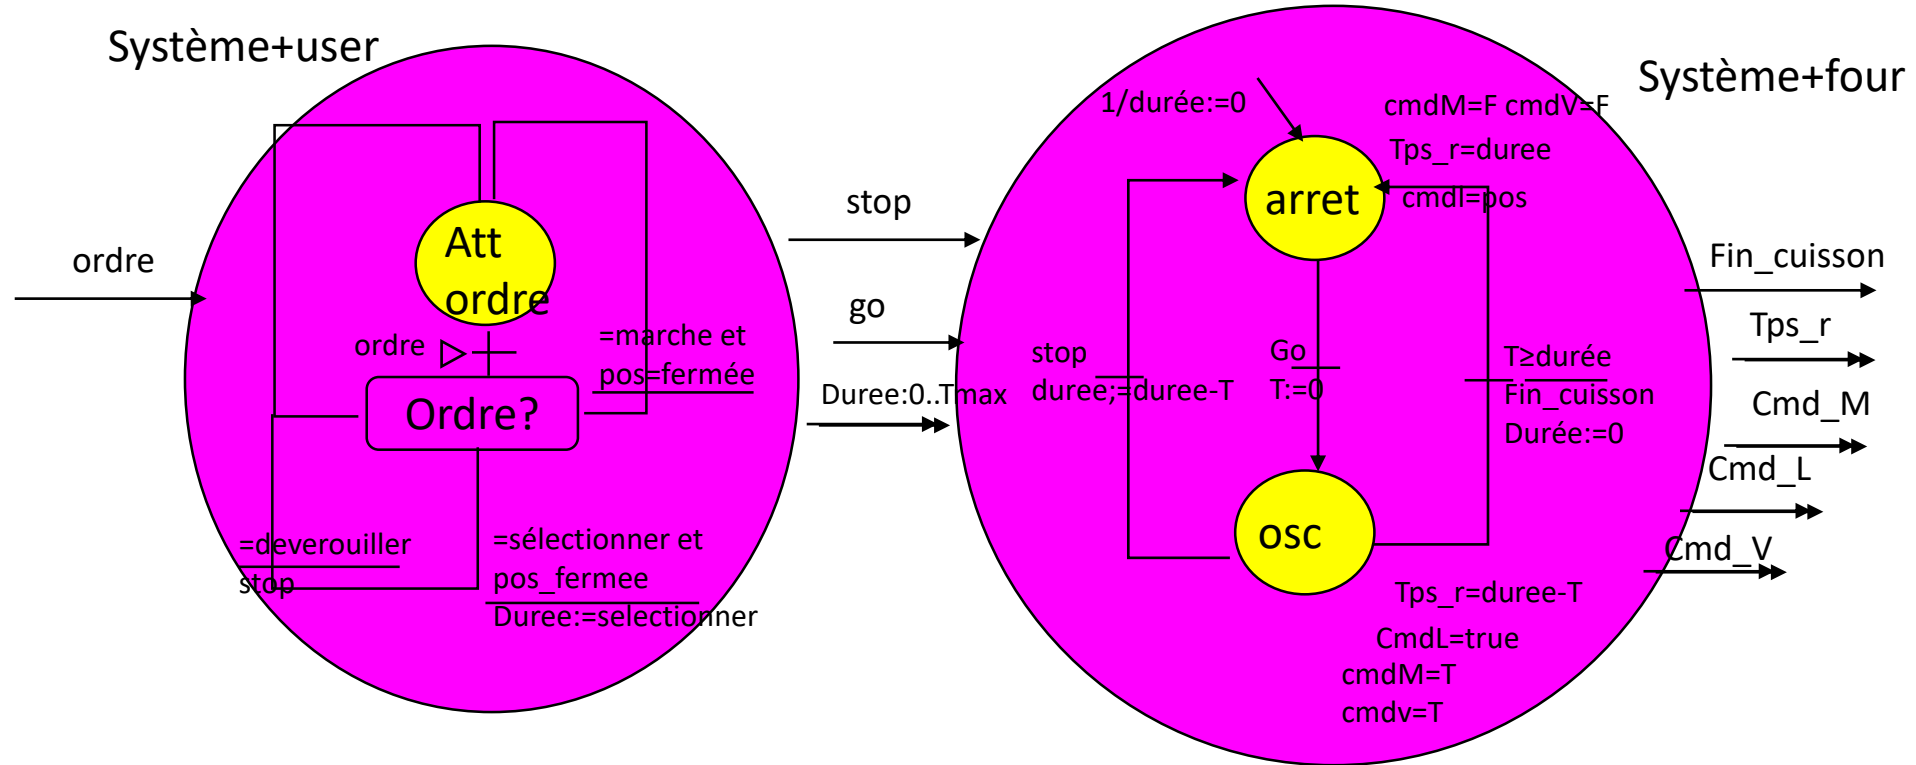 Système+user
Système+four
1/durée:=0
cmdM=F cmdV=F
Tps_r=duree
cmdl=pos
arret
stop
ordre
Att
ordre
go
Fin_cuisson
Tps_r
ordre
=marche et
pos=fermée
Ordre?
Duree:0..Tmax
stop
duree;=duree-T
Go
T:=0
T≥durée
Fin_cuisson
Durée:=0
Cmd_M
Cmd_L
Cmd_V
osc
=deverouiller
stop
=sélectionner et
pos_fermee
Duree:=selectionner
Tps_r=duree-T
CmdL=true
cmdM=T
cmdv=T